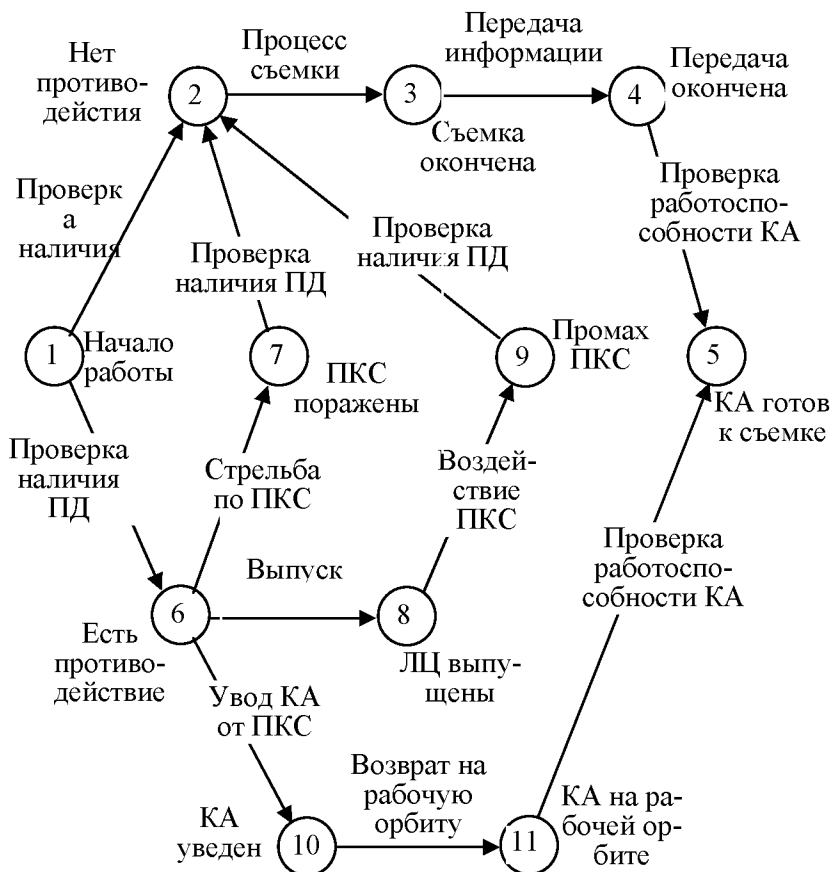 Передача
информации
Процесс
съемки
Нет
противо-
дейстия
2
3
4
Передача
окончена
Съемка
окончена
Проверк
а
наличия
Проверка
наличия ПД
Проверка
наличия ПД
Проверка
работоспо-
собности КА
1
Начало
работы
7
ПКС
поражены
9
Промах
ПКС
5
КА готов
к съемке
Проверка
наличия
ПД
Стрельба
по ПКС
Воздей-
ствие
ПКС
Проверка
работоспо-
собности КА
Выпуск
6
8
Есть
противо-
действие
ЛЦ выпу-
щены
Увод КА
от ПКС
Возврат на
рабочую
орбиту
КА
уведен
10
11
КА на ра-
бочей ор-
бите